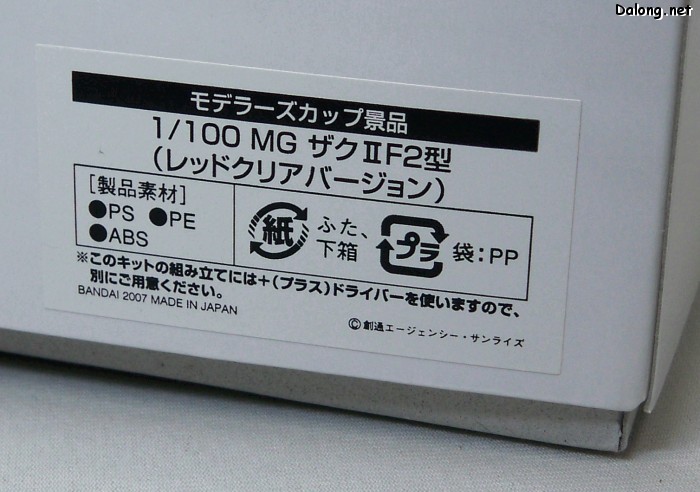 Dalong.net
モデラーズカップ景品
1/100 MG ザクⅡF2型
(レッドクリアバージョン)
[製品素材]
●PS ●PE
●ABS
紙 ふた、
下箱
プラ 袋:PP
※このキットの組み立てには+(プラス)ドライバーを使いますので、
別にご用意ください。
BANDAI 2007 MADE IN JAPAN
©創通エージェンシー・サンライズ